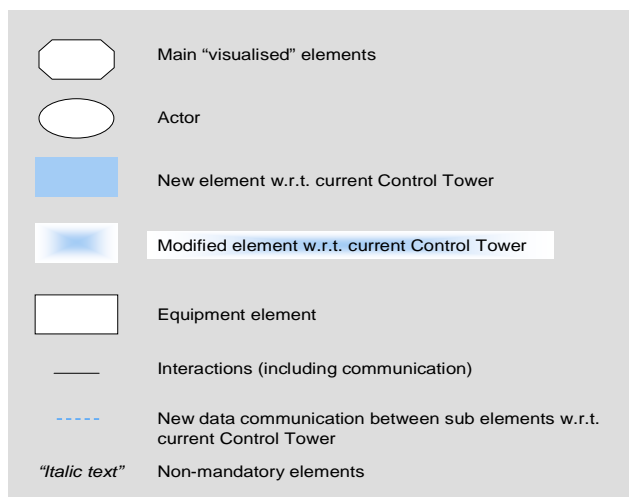 Main “visualised” elements
Actor
New element w.r.t. current Control Tower
Modified element w.r.t. current Control Tower
Equipment element
Interactions (including communication)
New data communication between sub elements w.r.t.
current Control Tower
“Italic text” Non-mandatory elements